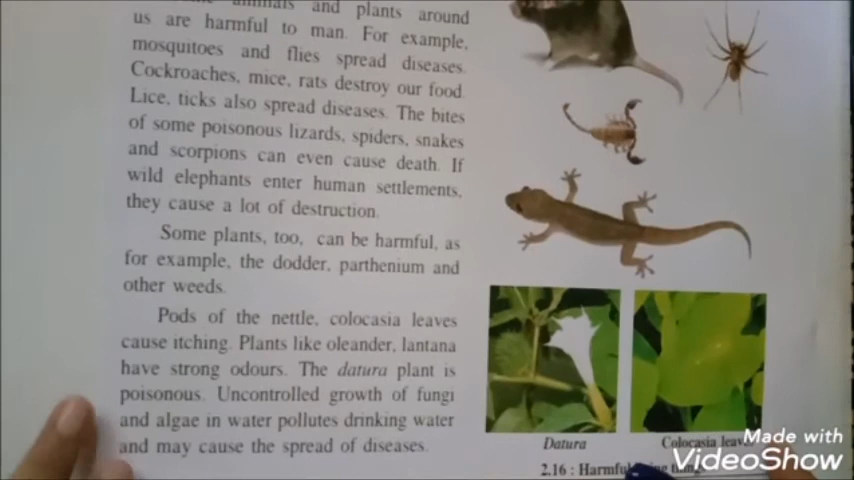 animals and plants around
us are harmful to man. For example,
mosquitoes and flies spread diseases.
Cockroaches, mice, rats destroy our food.
Lice, ticks also spread diseases. The bites
of some poisonous lizards, spiders, snakes
and scorpions can even cause death. If
wild elephants enter human settlements,
they cause a lot of destruction.
Some plants, too, can be harmful, as
for example, the dodder, parthenium and
other weeds.
Pods of the nettle, colocasia leaves
cause itching. Plants like oleander, lantana
have strong odours. The datura plant is
poisonous. Uncontrolled growth of fungi
and algae in water pollutes drinking water
and may cause the spread of diseases.
Datura
Colocasia
2.16 : Harmful
Made with
VideoShow